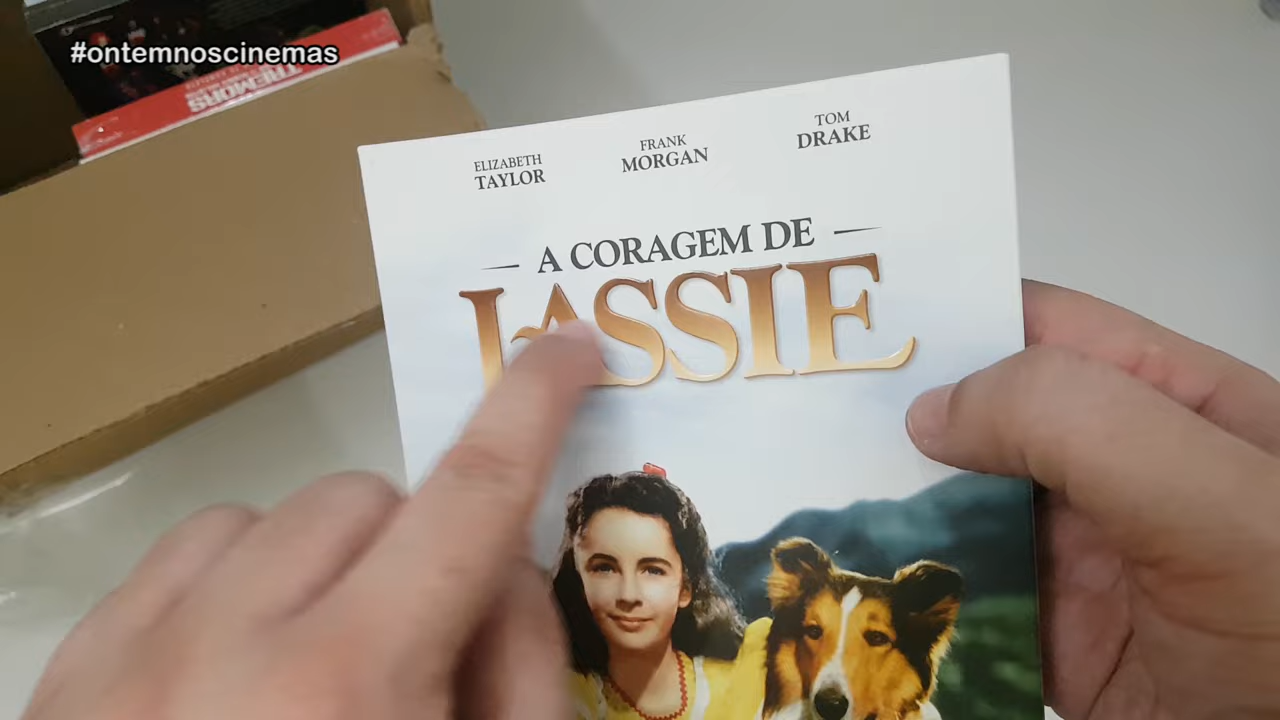 #ontemnoscinemas
TREMORS
ELIZABETH
TAYLOR
FRANK
MORGAN
TOM
DRAKE
A CORAGEM DE
LASSIE